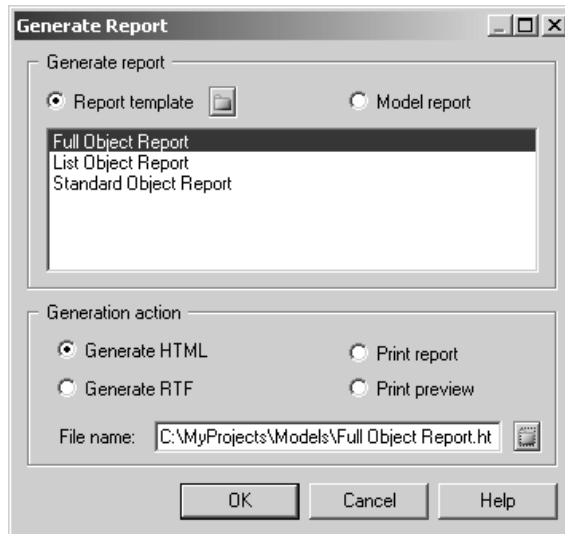 Generate Report
Generate report
Report template
Model report
Full Object Report
List Object Report
Standard Object Report
Generation action
Generate HTML
Print report
Generate RTF
Print preview
File name: C:\MyProjects\Models\Full Object Report.ht
OK Cancel Help